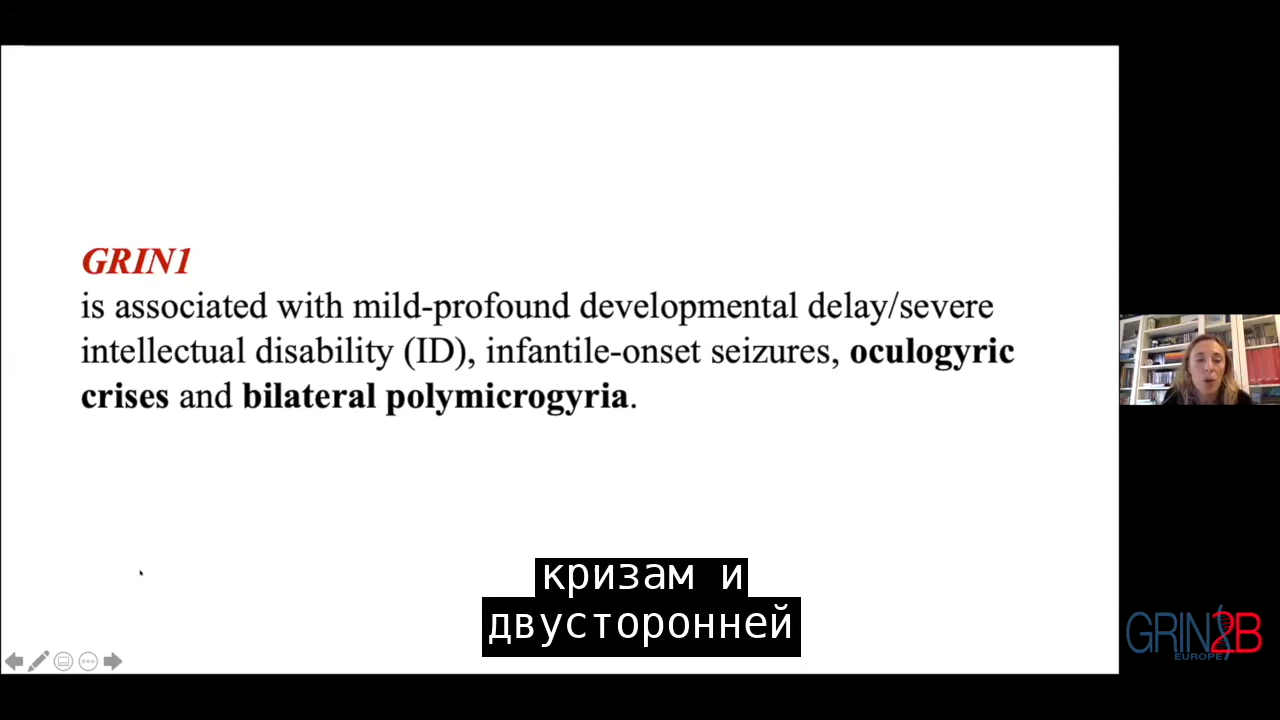 GRIN1
is associated with mild-profound developmental delay/severe
intellectual disability (ID), infantile-onset seizures, oculogyric
crises and bilateral polymicrogyria.
кризам и
двусторонней
GRIN2B
EUROPE